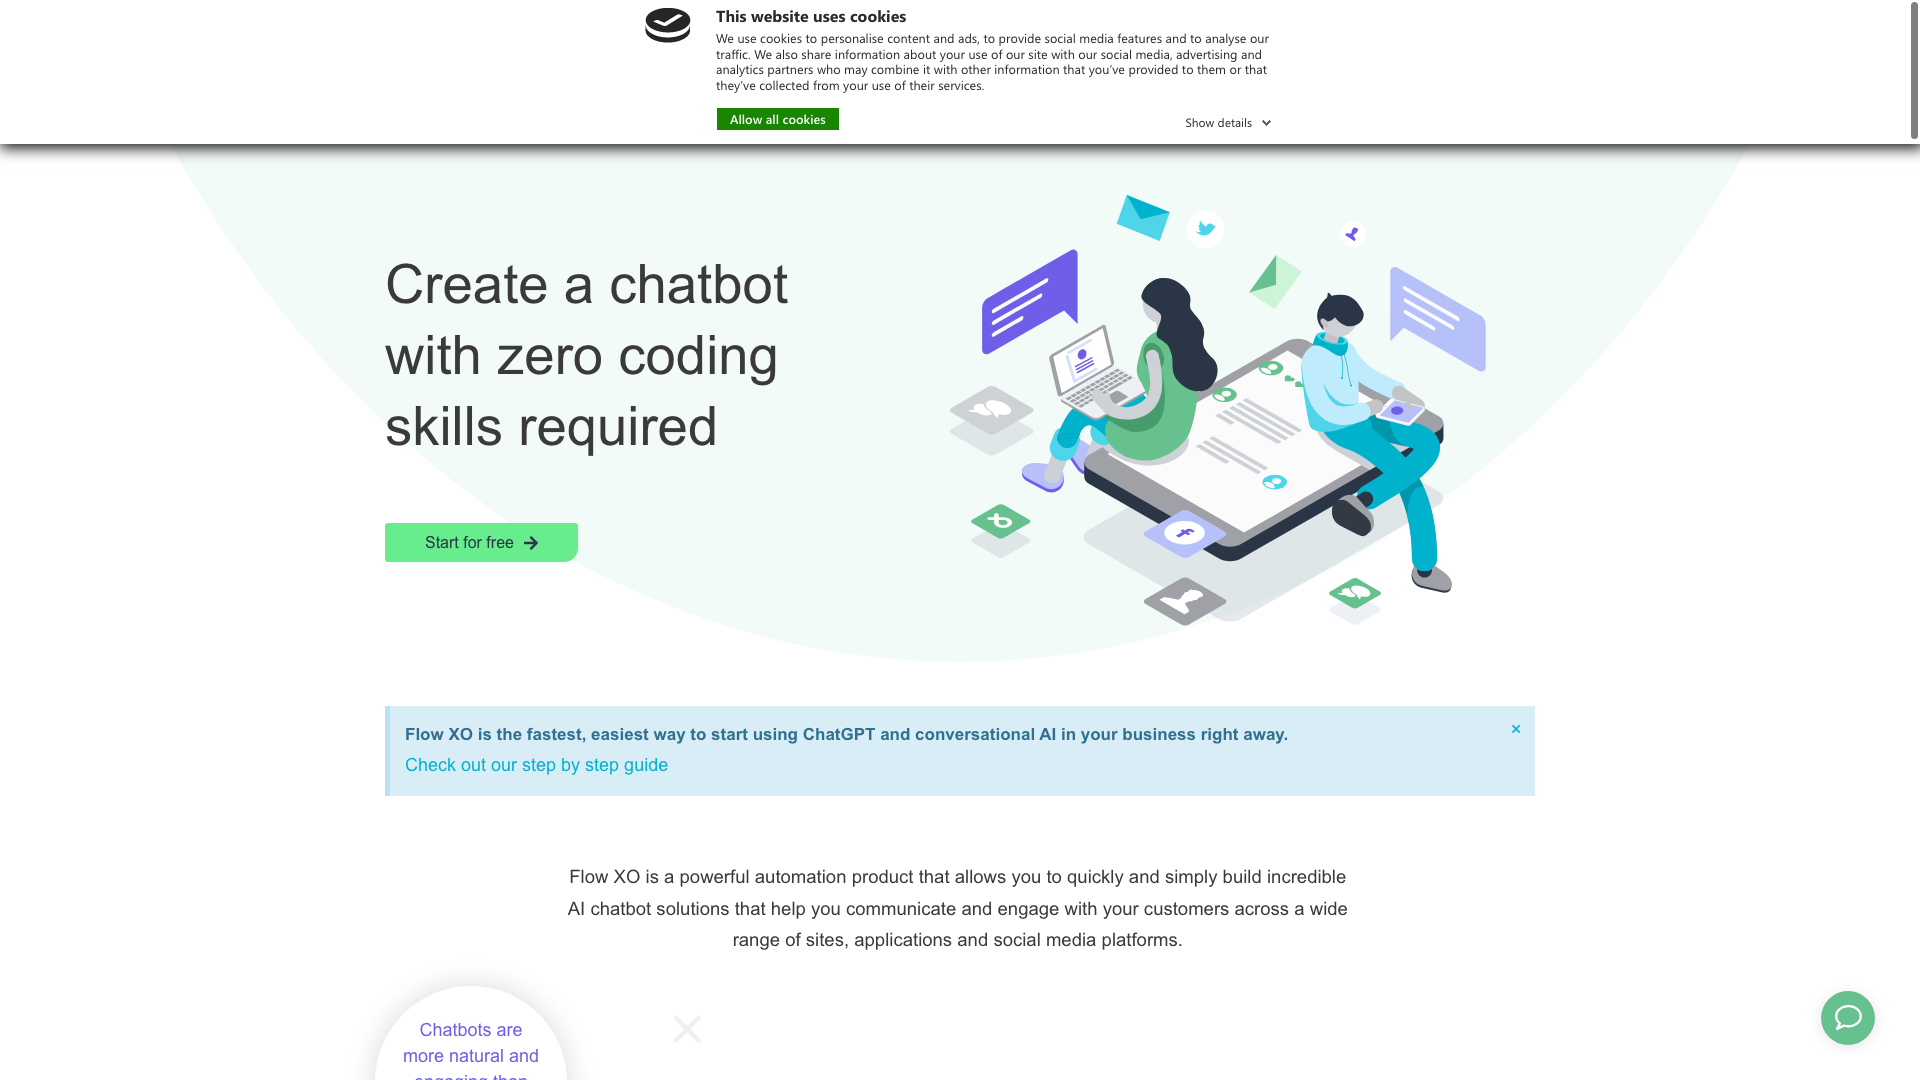 This website uses cookies
We use cookies to personalise content and ads, to provide social media features and to analyse our
traffic. We also share information about your use of our site with our social media, advertising and
analytics partners who may combine it with other information that you’ve provided to them or that
they’ve collected from your use of their services.
Allow all cookies
Show details
Create a chatbot
with zero coding
skills required
Start for free
Flow XO is the fastest, easiest way to start using ChatGPT and conversational AI in your business right away.
×
Check out our step by step guide
Flow XO is a powerful automation product that allows you to quickly and simply build incredible
AI chatbot solutions that help you communicate and engage with your customers across a wide
range of sites, applications and social media platforms.
Chatbots are
more natural and
engaging than